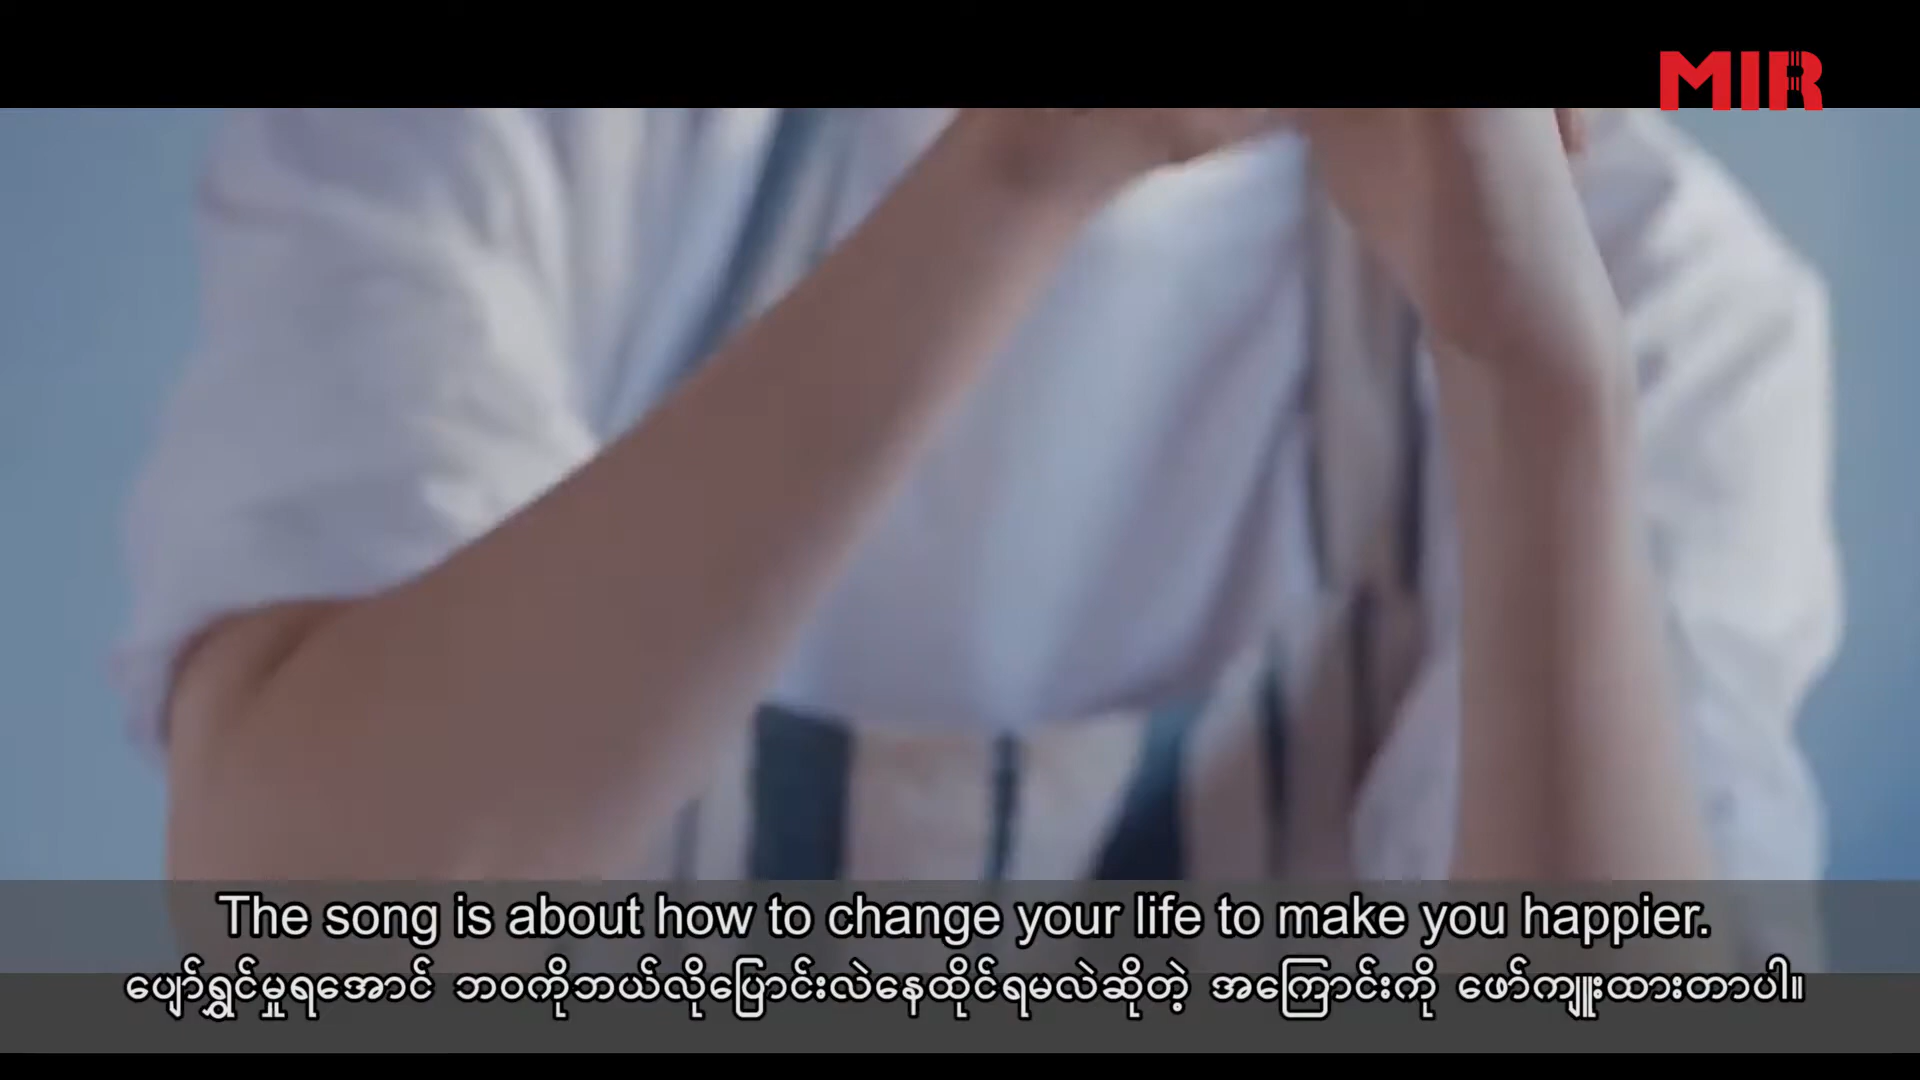 MIR
The song is about how to change your life to make you happier.
ပျော်ရွှင်မှုရအောင် ဘဝကိုဘယ်လိုပြောင်းလဲနေထိုင်ရမလဲဆိုတဲ့ အကြောင်းကို ဖော်ကျူးထားတာပါ။